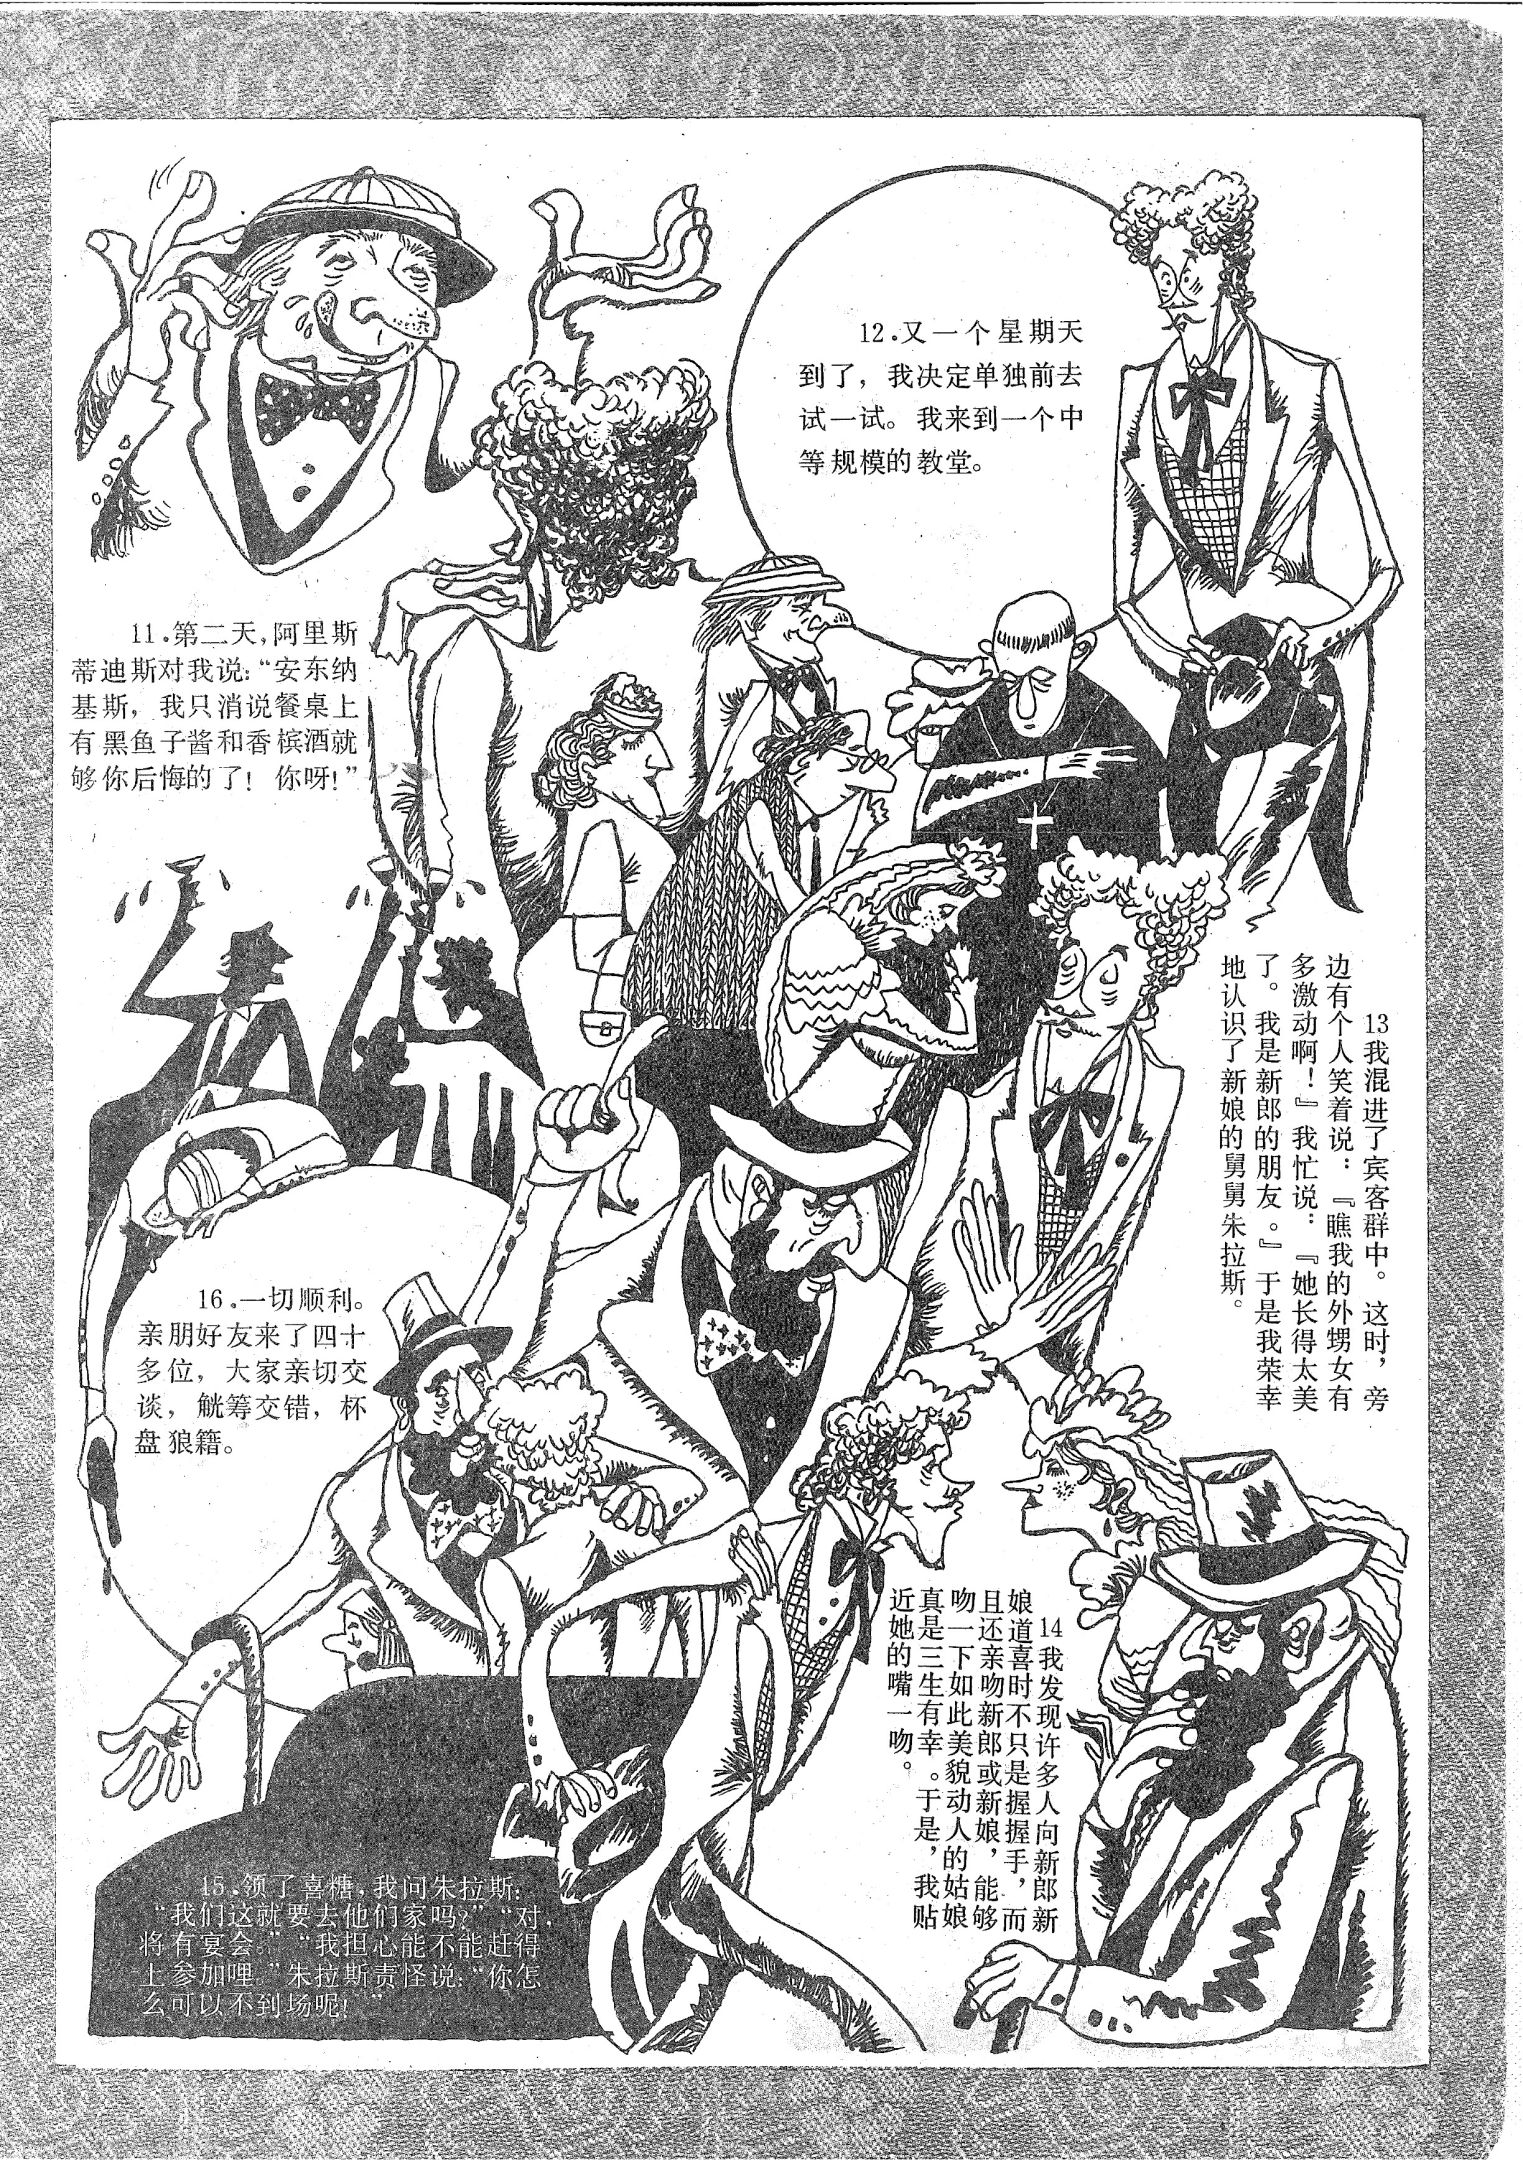 11.第二天,阿里斯
蒂迪斯对我说:“安东纳
基斯，我只消说餐桌上
有黑鱼子酱和香槟酒就
够你后悔的了！你呀！”
12.又一个星期天
到了，我决定单独前去
试一试。我来到一个中
等规模的教堂。
13我混进了宾客群中。这时，旁
边有个人笑着说：『瞧我的外甥女有
多激动啊！』我忙说：『她长得太美
了。我是新郎的朋友。』于是我荣幸
地认识了新娘的舅舅朱拉斯。
14我发现许多人向新郎新
娘道喜时不只是握握手，而
且还亲吻新郎或新娘，能够
吻一下如此美貌动人的姑娘
真是三生有幸。于是，我贴
近她的嘴一吻。
15.领了喜糖,我问朱拉斯:
“我们这就要去他们家吗?”“对,
将有宴会。”“我担心能不能赶得
上参加哩。”朱拉斯责怪说:“你怎
么可以不到场呢!”
16.一切顺利。
亲朋好友来了四十
多位，大家亲切交
谈，觥筹交错，杯
盘狼籍。